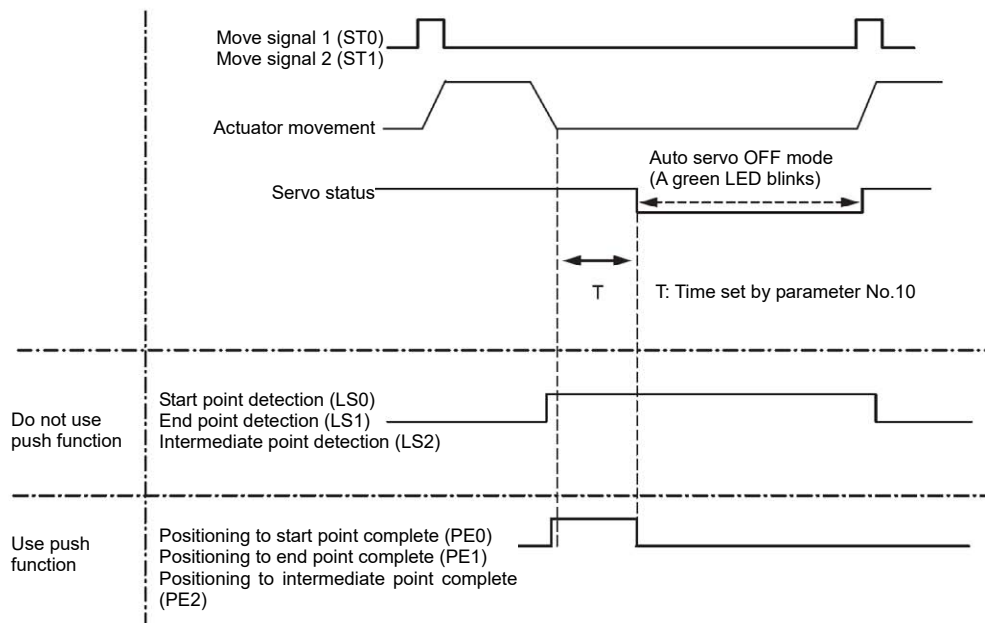 Move signal 1 (ST0)
Move signal 2 (ST1)
Actuator movement
Auto servo OFF mode
(A green LED blinks)
Servo status
T
T: Time set by parameter No.10
Do not use
push function
Start point detection (LS0)
End point detection (LS1)
Intermediate point detection (LS2)
Use push
function
Positioning to start point complete (PE0)
Positioning to end point complete (PE1)
Positioning to intermediate point complete
(PE2)